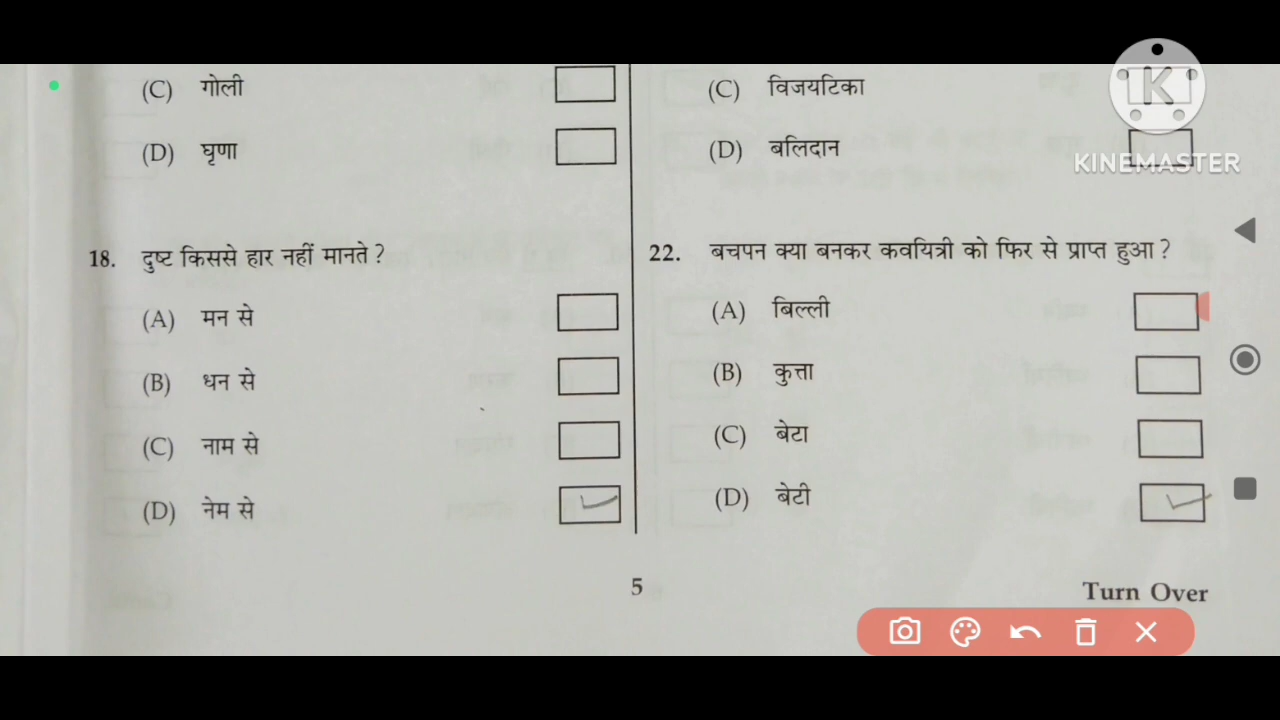 (C) गोली
(D) घृणा
18. दुष्ट किससे हार नहीं मानते ?
(A) मन से
(B) धन से
(C) नाम से
(D) नेम से
(C) विजयटिका
(D) बलिदान
22. बचपन क्या बनकर कवयित्री को फिर से प्राप्त हुआ ?
(A) बिल्ली
(B) कुत्ता
(C) बेटा
(D) बेटी
5
Turn Over
K
KINEMASTER